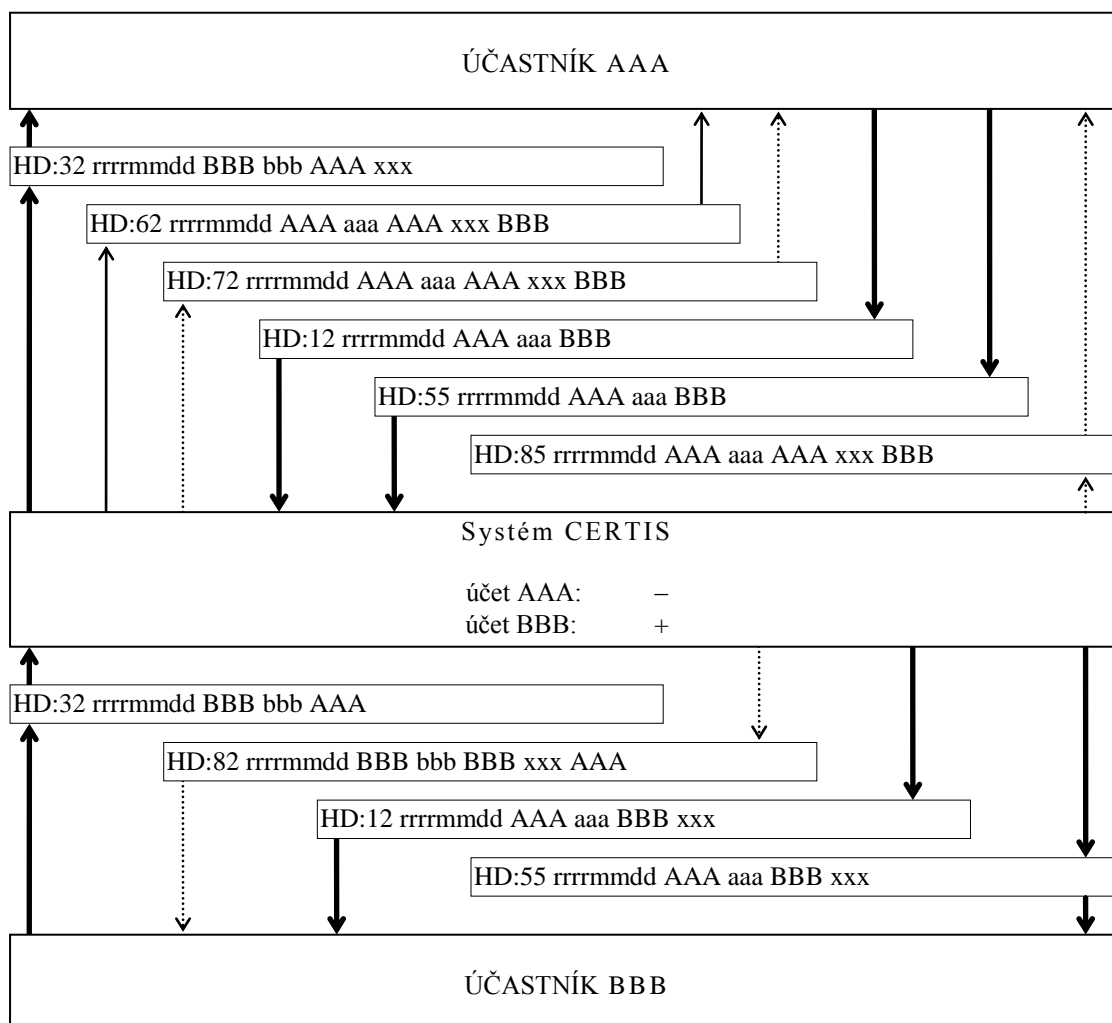 ÚČASTNÍK AAA
HD:32 rrrrmmdd BBB bbb AAA xxx
HD:62 rrrrmmdd AAA aaa AAA xxx BBB
HD:72 rrrrmmdd AAA aaa AAA xxx BBB
HD:12 rrrrmmdd AAA aaa BBB
HD:55 rrrrmmdd AAA aaa BBB
HD:85 rrrrmmdd AAA aaa AAA xxx BBB
Systém CERTIS
účet AAA: –
účet BBB: +
HD:32 rrrrmmdd BBB bbb AAA
HD:82 rrrrmmdd BBB bbb BBB xxx AAA
HD:12 rrrrmmdd AAA aaa BBB xxx
HD:55 rrrrmmdd AAA aaa BBB xxx
ÚČASTNÍK BBB